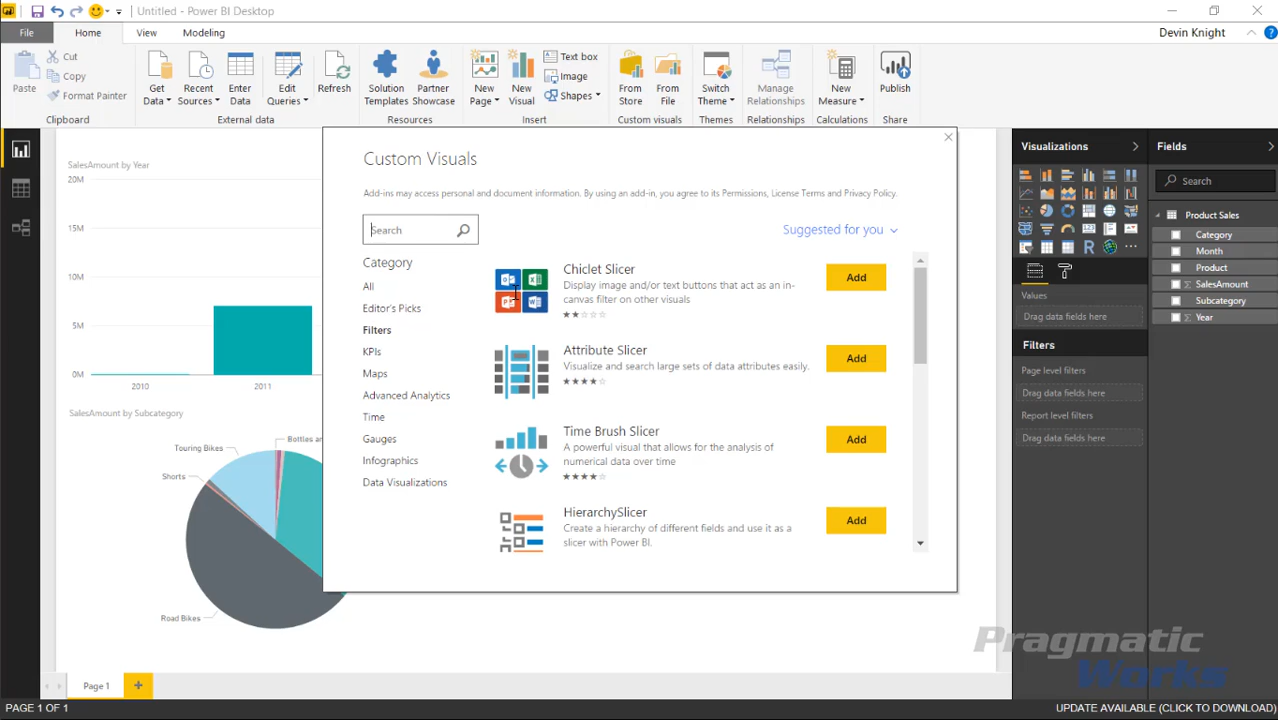 Untitled - Power BI Desktop
File
Home
View
Modeling
Devin Knight
Paste
Cut
Copy
Format Painter
Clipboard
Get Data
Recent Sources
Enter Data
Edit Queries
Refresh
External data
Solution Templates
Partner Showcase
Resources
New Page
New Visual
Text box
Image
Shapes
Insert
From Store
From File
Custom visuals
Switch Theme
Themes
Manage Relationships
Relationships
New Measure
Calculations
Publish
Share
SalesAmount by Year
20M
15M
10M
5M
0M
2010
2011
SalesAmount by Subcategory
Touring Bikes
Bottles an
Shorts
Road Bikes
Custom Visuals
Add-ins may access personal and document information. By using an add-in, you agree to its Permissions, License Terms and Privacy Policy.
Search
Suggested for you
Category
All
Editor's Picks
Filters
KPIs
Maps
Advanced Analytics
Time
Gauges
Infographics
Data Visualizations
Chiclet Slicer
Display image and/or text buttons that act as an in-
canvas filter on other visuals
Add
Attribute Slicer
Visualize and search large sets of data attributes easily.
Add
Time Brush Slicer
A powerful visual that allows for the analysis of
numerical data over time
Add
HierarchySlicer
Create a hierarchy of different fields and use it as a
slicer with Power BI.
Add
Visualizations
Values
Drag data fields here
Filters
Page level filters
Drag data fields here
Report level filters
Drag data fields here
Fields
Search
Product Sales
Category
Month
Product
Σ SalesAmount
Subcategory
Σ Year
Pragmatic
Works
Page 1
PAGE 1 OF 1
UPDATE AVAILABLE (CLICK TO DOWNLOAD)